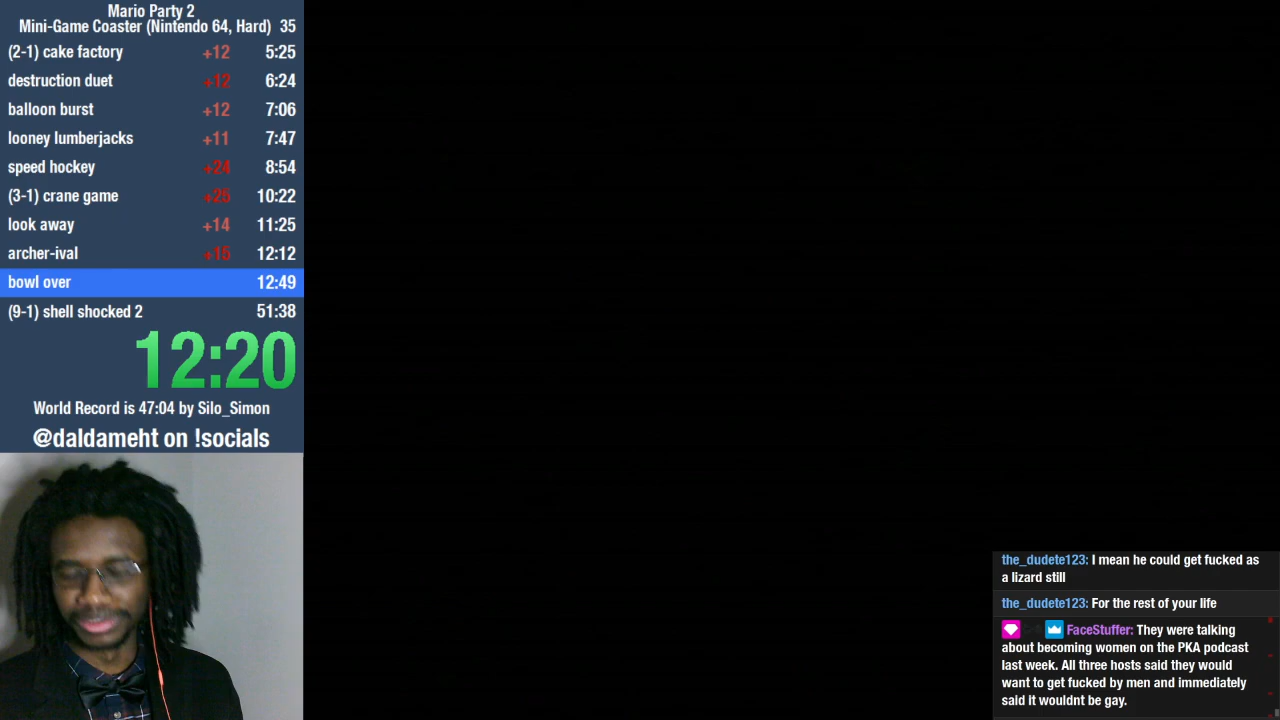 Mario Party 2
Mini-Game Coaster (Nintendo 64, Hard) 35
(2-1) cake factory +12 5:25
destruction duet +12 6:24
balloon burst +12 7:06
looney lumberjacks +11 7:47
speed hockey +24 8:54
(3-1) crane game +25 10:22
look away +14 11:25
archer-ival +15 12:12
bowl over 12:49
(9-1) shell shocked 2 51:38
12:20
World Record is 47:04 by Silo_Simon
@daldameht on !socials
the_dudete123: I mean he could get fucked as
a lizard still
the_dudete123: For the rest of your life
FaceStuffer: They were talking
about becoming women on the PKA podcast
last week. All three hosts said they would
want to get fucked by men and immediately
said it wouldnt be gay.